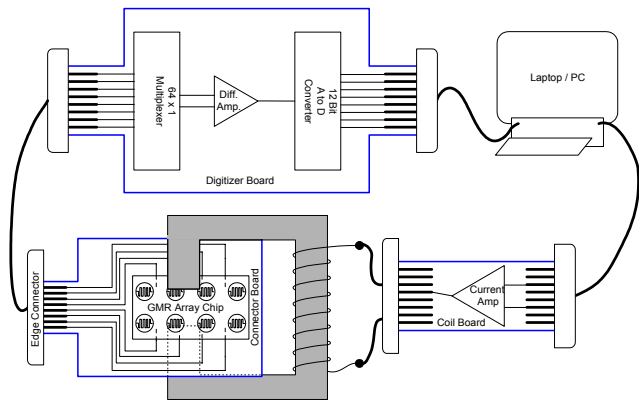 64 x 1
Multiplexer
Diff.
Amp.
12 Bit
A to D
Converter
Digitizer Board
Laptop / PC
Edge Connector
GMR Array Chip
Connector Board
Current
Amp
Coil Board